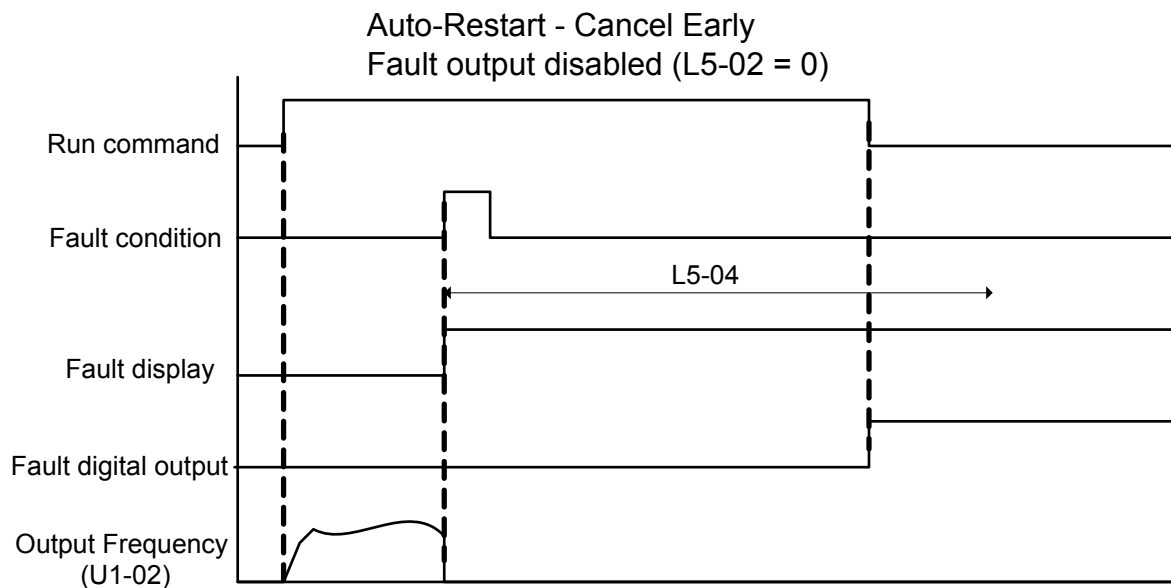 Auto-Restart - Cancel Early
Fault output disabled (L5-02 = 0)
Run command
Fault condition
L5-04
Fault display
Fault digital output
Output Frequency
(U1-02)